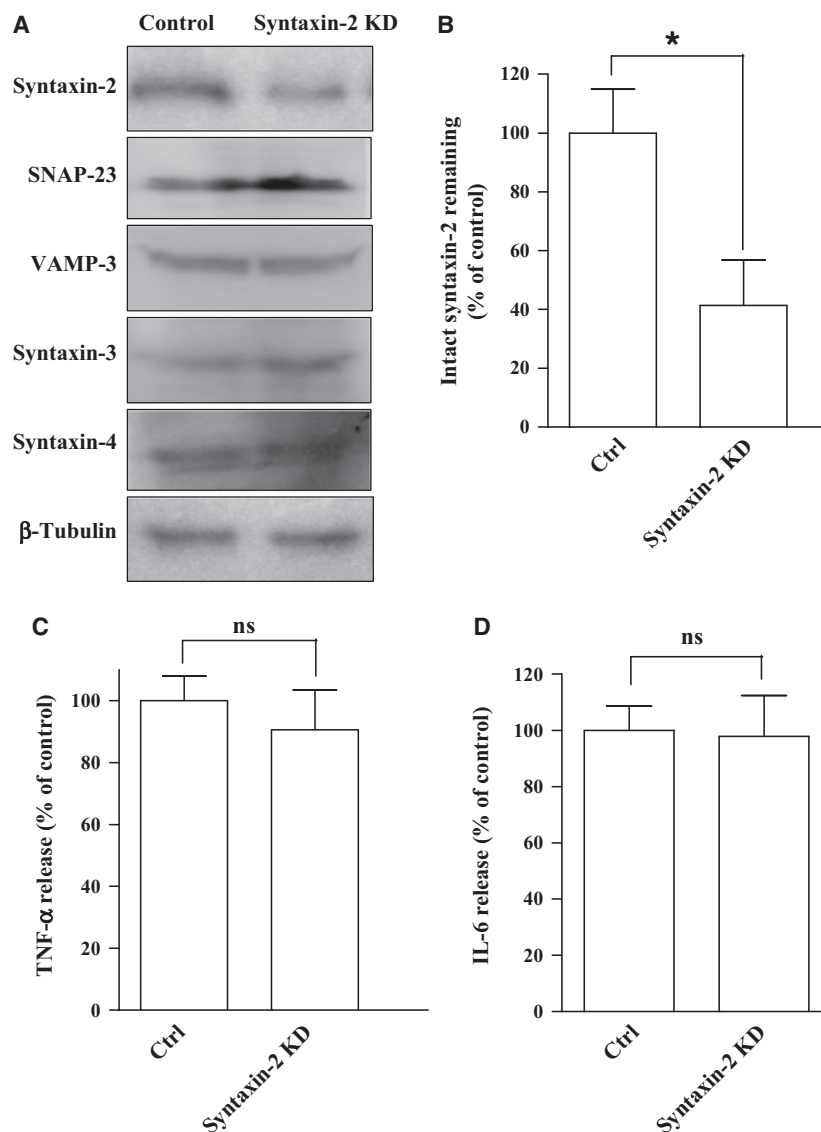 A
Control Syntaxin-2 KD
Syntaxin-2
SNAP-23
VAMP-3
Syntaxin-3
Syntaxin-4
β-Tubulin
B
*
120
100
80
60
40
20
0
Intact syntaxin-2 remaining
(% of control)
Ctrl
Syntaxin-2 KD
C
ns
100
80
60
40
20
0
TNF-α release (% of control)
Ctrl
Syntaxin-2 KD
D
ns
120
100
80
60
40
20
0
IL-6 release (% of control)
Ctrl
Syntaxin-2 KD